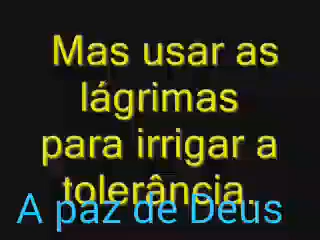 Mas usar as
lágrimas
para irrigar a
tolerância.
A paz de Deus